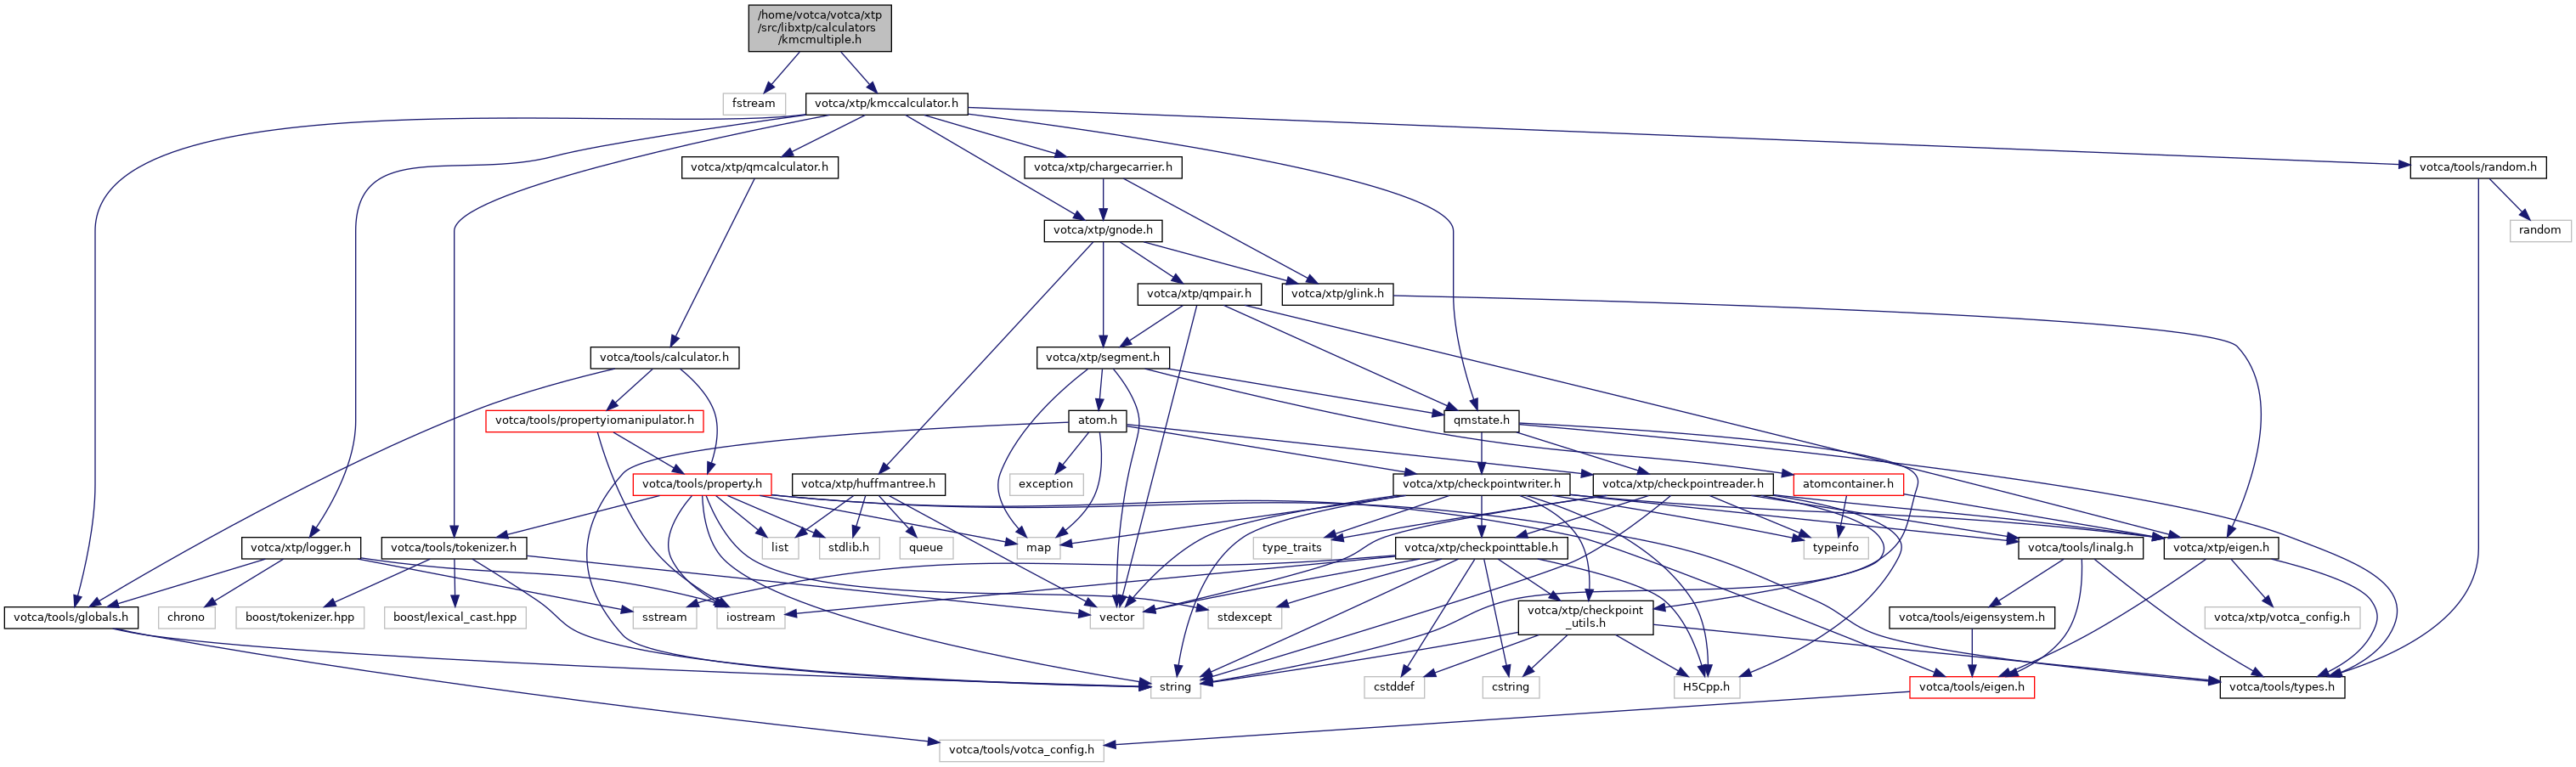 /home/votca/votca/xtp
/src/libxtp/calculators
/kmcmultiple.h
fstream
votca/xtp/kmccalculator.h
votca/xtp/qmcalculator.h
votca/xtp/chargecarrier.h
votca/tools/random.h
votca/xtp/gnode.h
random
votca/xtp/qmpair.h
votca/xtp/glink.h
votca/tools/calculator.h
votca/xtp/segment.h
votca/tools/propertyiomanipulator.h
atom.h
qmstate.h
votca/tools/property.h
votca/xtp/huffmantree.h
exception
votca/xtp/checkpointwriter.h
votca/xtp/checkpointreader.h
atomcontainer.h
votca/xtp/logger.h
votca/tools/tokenizer.h
list
stdlib.h
queue
map
type_traits
votca/xtp/checkpointtable.h
typeinfo
votca/tools/linalg.h
votca/xtp/eigen.h
votca/tools/globals.h
chrono
boost/tokenizer.hpp
boost/lexical_cast.hpp
sstream
iostream
vector
stdexcept
votca/xtp/checkpoint
_utils.h
votca/tools/eigensystem.h
votca/xtp/votca_config.h
string
cstddef
cstring
H5Cpp.h
votca/tools/eigen.h
votca/tools/types.h
votca/tools/votca_config.h